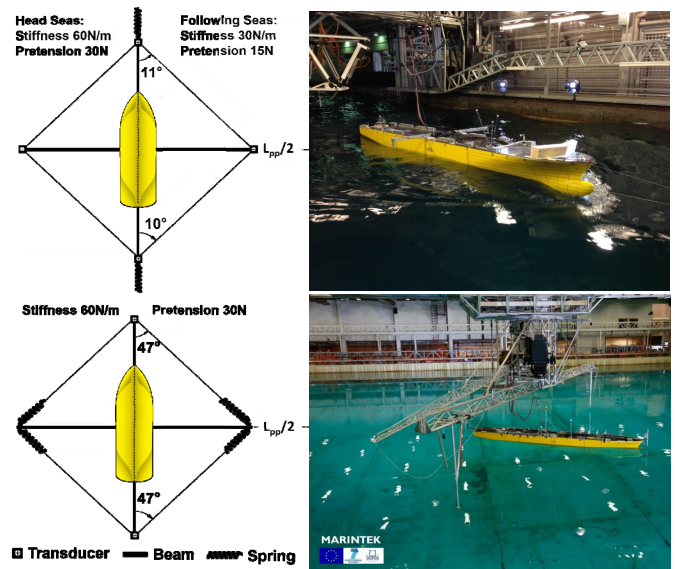 Head Seas:
Stiffness 60N/m
Pretension 30N
Following Seas:
Stiffness 30N/m
Pretension 15N
11°
Lpp/2
10°
Stiffness 60N/m Pretension 30N
47°
Lpp/2
47°
Transducer Beam Spring
MARINTEK